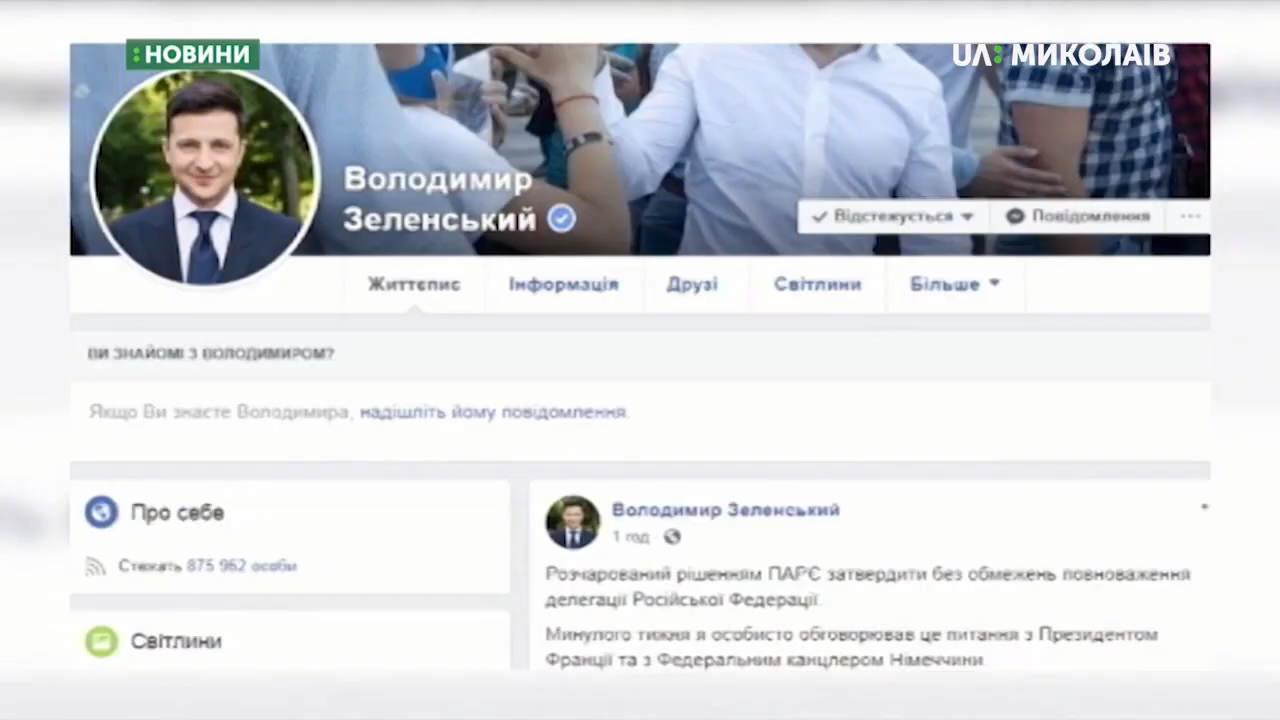 :НОВИНИ
UA: МИКОЛАЇВ
Володимир
Зеленський
Відстежується
Повідомлення
Життєпис
Інформація
Друзі
Світлини
Більше
ВИ ЗНАЙОМІ З ВОЛОДИМИРОМ?
Якщо Ви знаєте Володимира, надішліть йому повідомлення.
Про себе
Стежать 875 962 особи
Світлини
Володимир Зеленський
1 год
Розчарований рішенням ПАРЄ затвердити без обмежень повноваження
делегації Російської Федерації.
Минулого тижня я особисто обговорював це питання з Президентом
Франції та з Федеральним канцлером Німеччини.